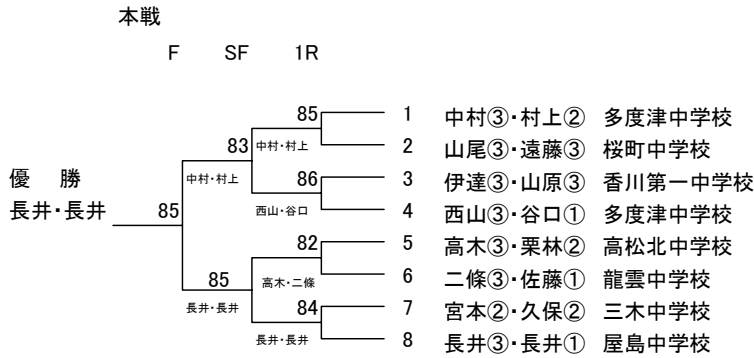 本戦
F SF 1R
85 1 中村③・村上② 多度津中学校
83 中村・村上 2 山尾③・遠藤③ 桜町中学校
優 勝 中村・村上 86 3 伊達③・山原③ 香川第一中学校
長井・長井 85 西山・谷口 4 西山③・谷口① 多度津中学校
82 5 高木③・栗林② 高松北中学校
85 高木・二條 6 二條③・佐藤① 龍雲中学校
長井・長井 84 7 宮本②・久保② 三木中学校
長井・長井 8 長井③・長井① 屋島中学校